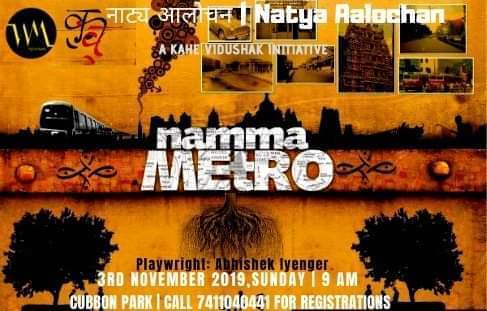 नाट्य आलोचन | Natya Aalochan
A KAHE VIDUSHAK INITIATIVE
namma
METRO
Playwright: Abhishek Iyenger
3RD NOVEMBER 2019,SUNDAY | 9 AM
CUBBON PARK | CALL 7411040441 FOR REGISTRATIONS